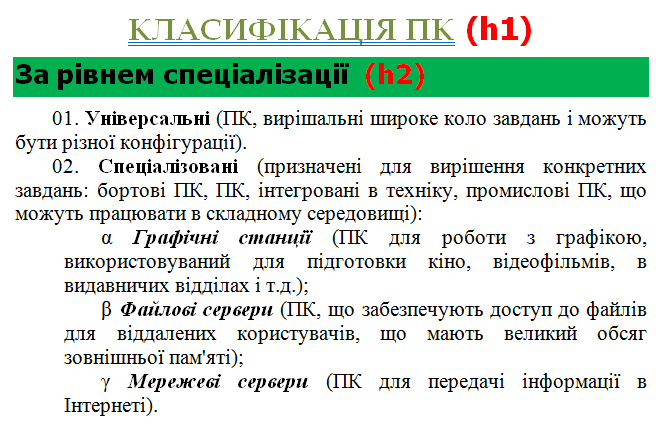 КЛАСИФІКАЦІЯ ПК (h1)
За рівнем спеціалізації (h2)
01. Універсальні (ПК, вирішальні широке коло завдань і можуть
бути різної конфігурації).
02. Спеціалізовані (призначені для вирішення конкретних
завдань: бортові ПК, ПК, інтегровані в техніку, промислові ПК, що
можуть працювати в складному середовищі):
α Графічні станції (ПК для роботи з графікою,
використовуваний для підготовки кіно, відеофільмів, в
видавничих відділах і т.д.);
β Файлові сервери (ПК, що забезпечують доступ до файлів
для віддалених користувачів, що мають великий обсяг
зовнішньої пам'яті);
γ Мережеві сервери (ПК для передачі інформації в
Інтернеті).